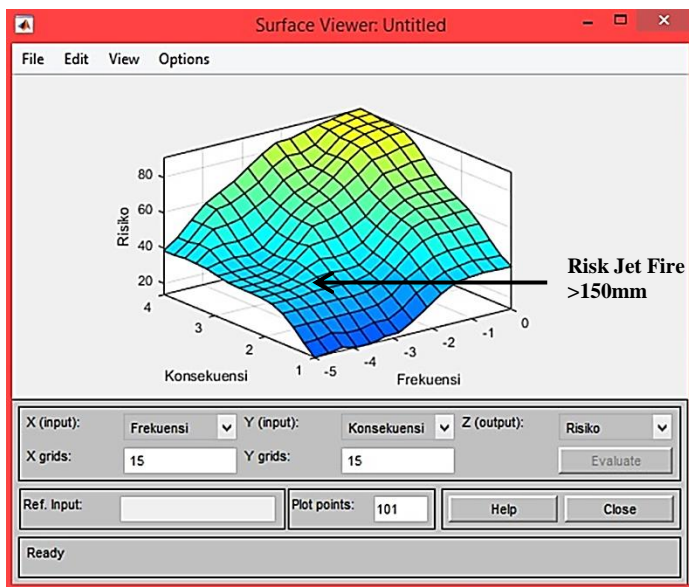 Surface Viewer: Untitled
File Edit View Options
80
60
40
20
Risiko
4
3
2
1
Konsekuensi
-5
-4
-3
-2
-1
0
Frekuensi
Risk Jet Fire
>150mm
X (input): Frekuensi Y (input): Konsekuensi Z (output): Risiko
X grids: 15 Y grids: 15 Evaluate
Ref. Input: Plot points: 101 Help Close
Ready